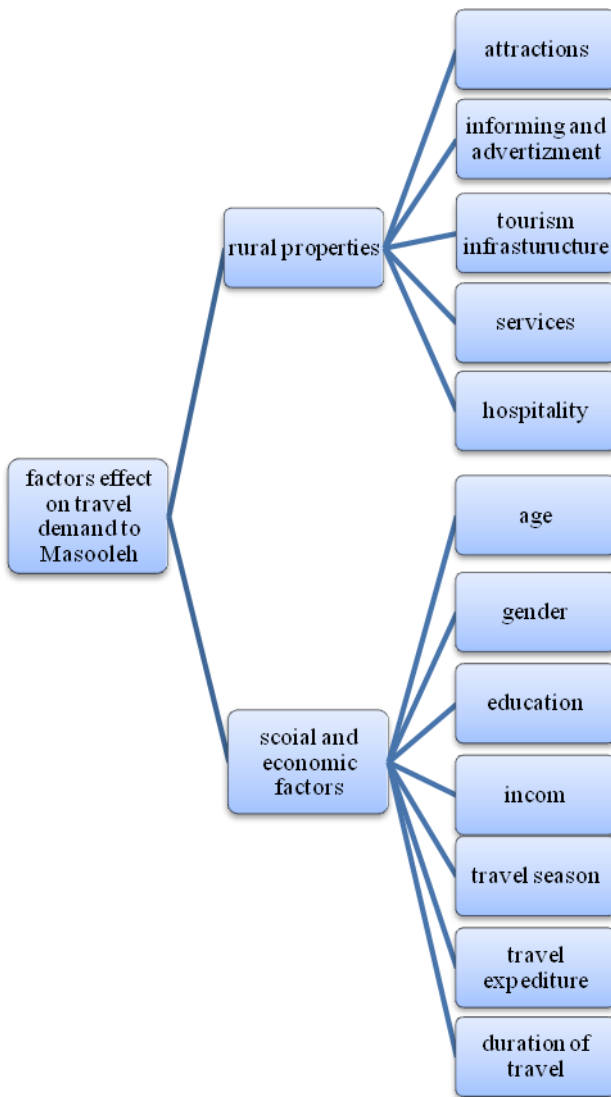 attractions
informing and
advertizment
tourism
infrasturucture
services
hospitality
rural properties
factors effect
on travel
demand to
Masooleh
age
gender
education
incom
travel season
travel
expediture
duration of
travel
scoial and
economic
factors